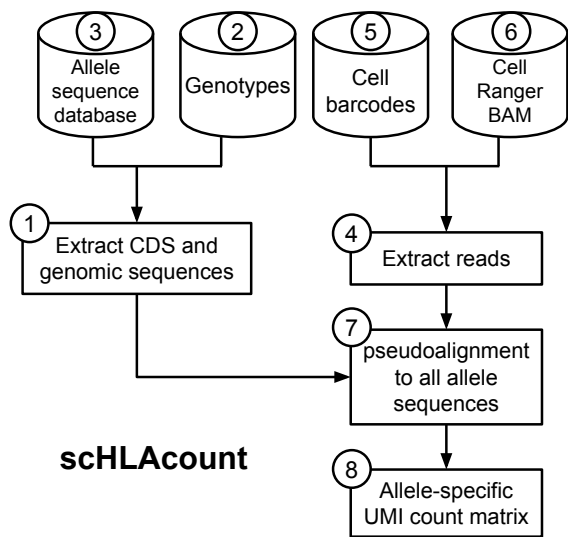 3
Allele
sequence
database
2
Genotypes
5
Cell
barcodes
6
Cell
Ranger
BAM
1
Extract CDS and
genomic sequences
4
Extract reads
7
pseudoalignment
to all allele
sequences
scHLAcount
8
Allele-specific
UMI count matrix